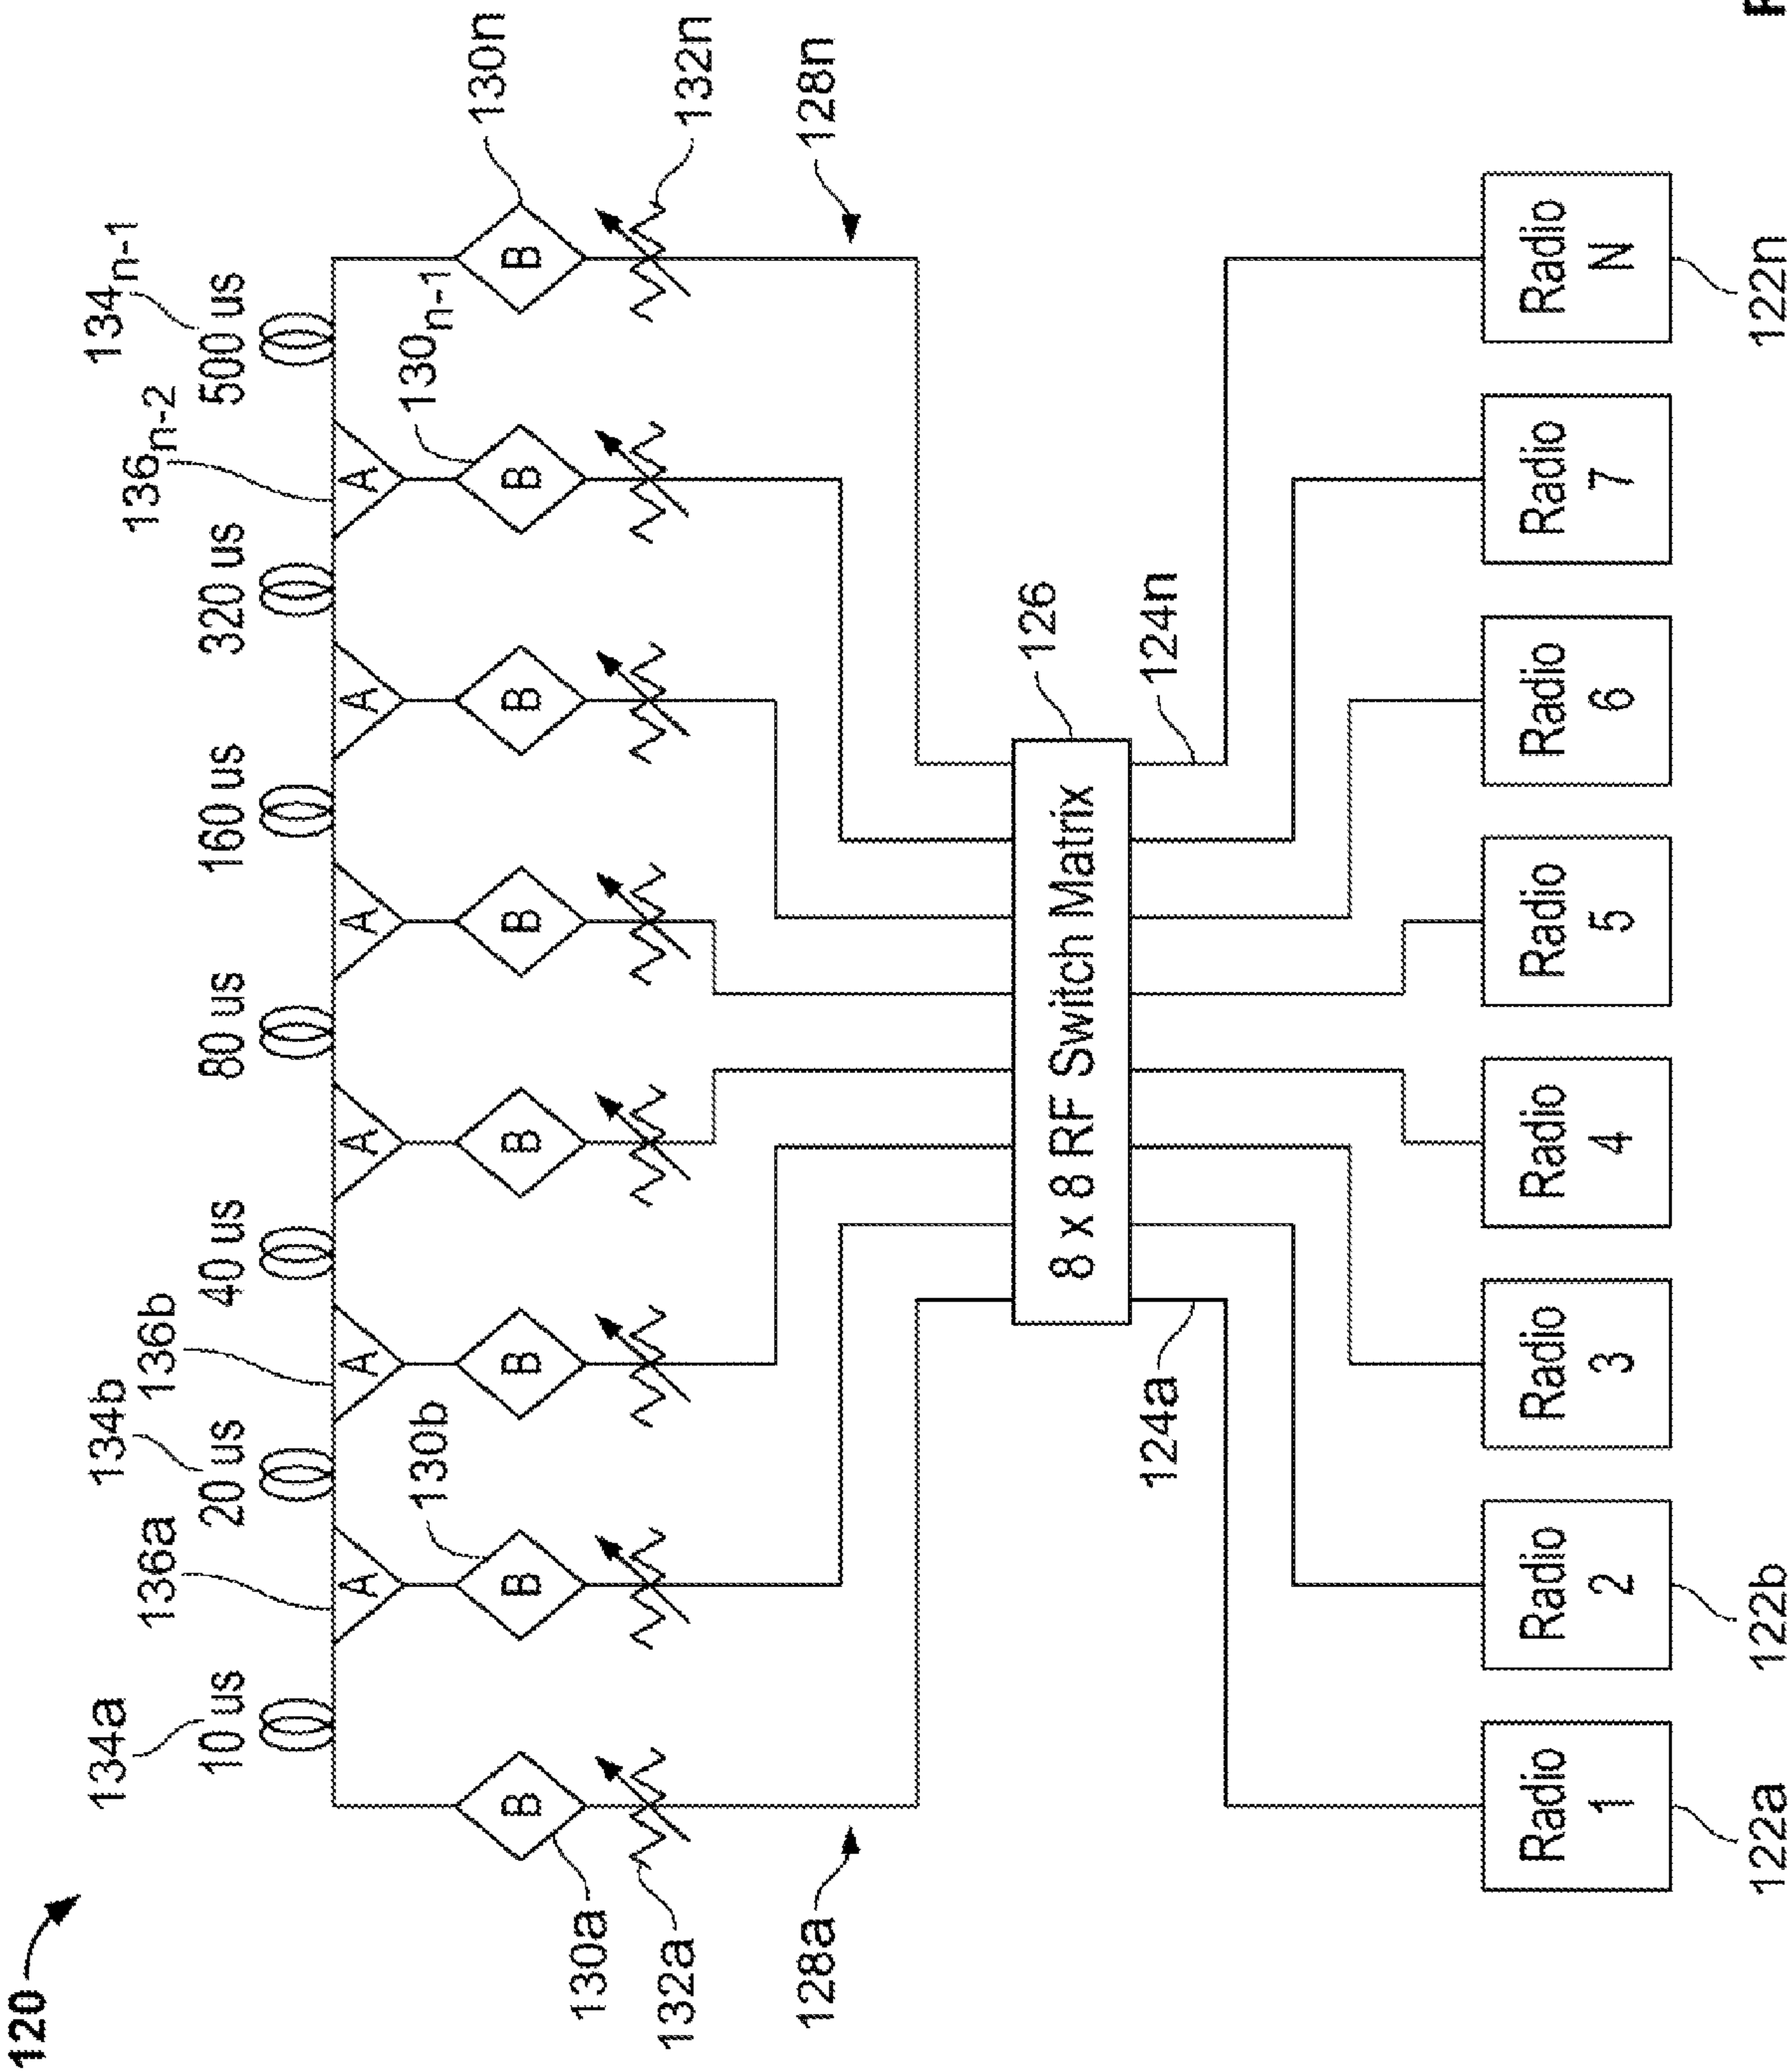 120
134a
10 us
136a
134b
20 us
136b
40 us
80 us
160 us
320 us
136n-2
134n-1
500 us
A
A
A
A
A
A
130b
130n-1
130n
B
B
B
B
B
B
B
B
130a
132a
132n
128a
128n
126
8 x 8 RF Switch Matrix
124a
124n
Radio
1
Radio
2
Radio
3
Radio
4
Radio
5
Radio
6
Radio
7
Radio
N
122a
122b
122n